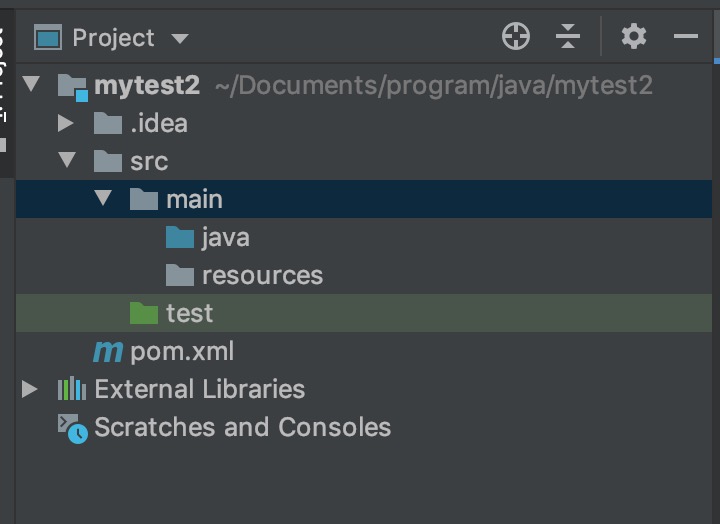 Project
mytest2 ~/Documents/program/java/mytest2
.idea
src
main
java
resources
test
pom.xml
External Libraries
Scratches and Consoles